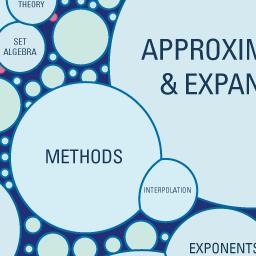 THEORY
SET
ALGEBRA
APPROXIM
& EXPAN
METHODS
INTERPOLATION
EXPONENTS